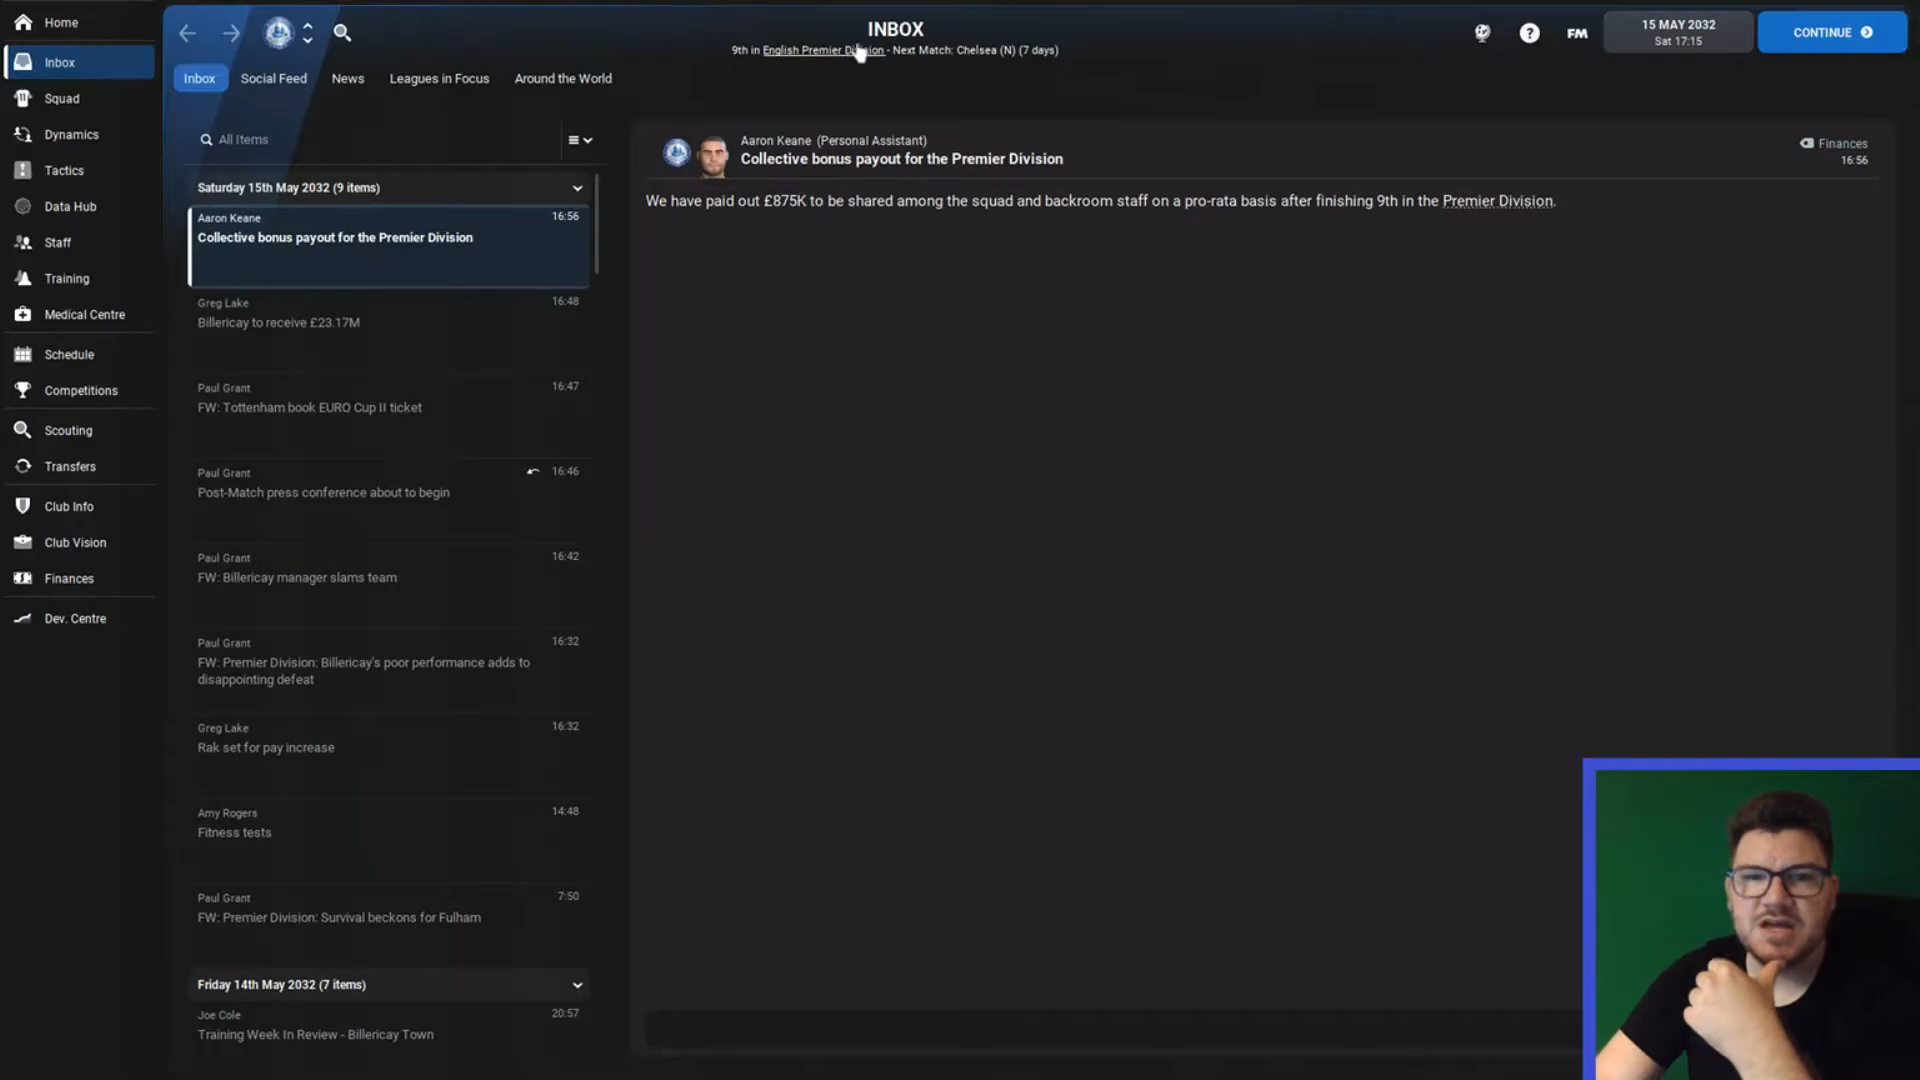 Home
Inbox
Squad
Dynamics
Tactics
Data Hub
Staff
Training
Medical Centre
Schedule
Competitions
Scouting
Transfers
Club Info
Club Vision
Finances
Dev. Centre
INBOX
9th in English Premier Division - Next Match: Chelsea (N) (7 days)
FM
15 MAY 2032
Sat 17:15
CONTINUE
Inbox
Social Feed
News
Leagues in Focus
Around the World
All Items
Saturday 15th May 2032 (9 items)
Aaron Keane 16:56
Collective bonus payout for the Premier Division
Greg Lake 16:48
Billericay to receive £23.17M
Paul Grant 16:47
FW: Tottenham book EURO Cup II ticket
Paul Grant 16:46
Post-Match press conference about to begin
Paul Grant 16:42
FW: Billericay manager slams team
Paul Grant 16:32
FW: Premier Division: Billericay's poor performance adds to
disappointing defeat
Greg Lake 16:32
Rak set for pay increase
Amy Rogers 14:48
Fitness tests
Paul Grant 7:50
FW: Premier Division: Survival beckons for Fulham
Friday 14th May 2032 (7 items)
Joe Cole 20:57
Training Week In Review - Billericay Town
Aaron Keane (Personal Assistant)
Collective bonus payout for the Premier Division
Finances
16:56
We have paid out £875K to be shared among the squad and backroom staff on a pro-rata basis after finishing 9th in the Premier Division.